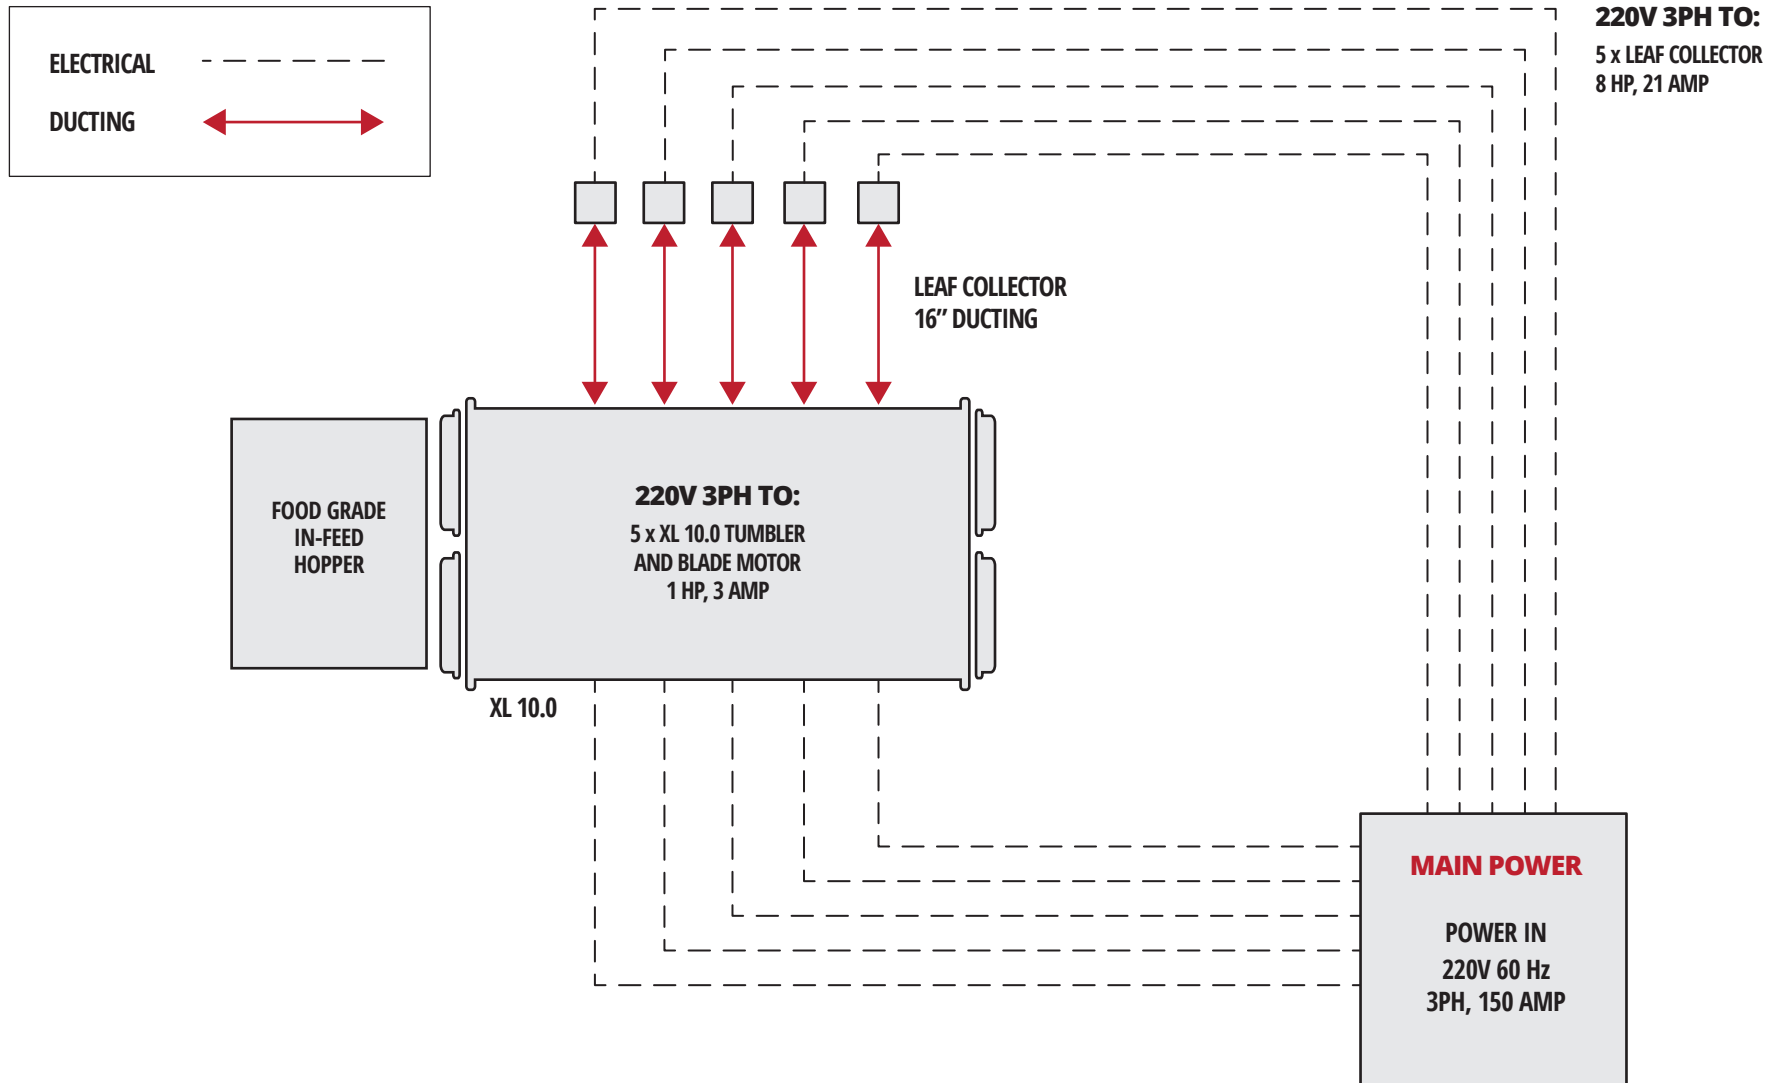 ELECTRICAL
DUCTING
220V 3PH TO:
5 x LEAF COLLECTOR
8 HP, 21 AMP
LEAF COLLECTOR
16” DUCTING
FOOD GRADE
IN-FEED
HOPPER
220V 3PH TO:
5 x XL 10.0 TUMBLER
AND BLADE MOTOR
1 HP, 3 AMP
XL 10.0
MAIN POWER
POWER IN
220V 60 Hz
3PH, 150 AMP